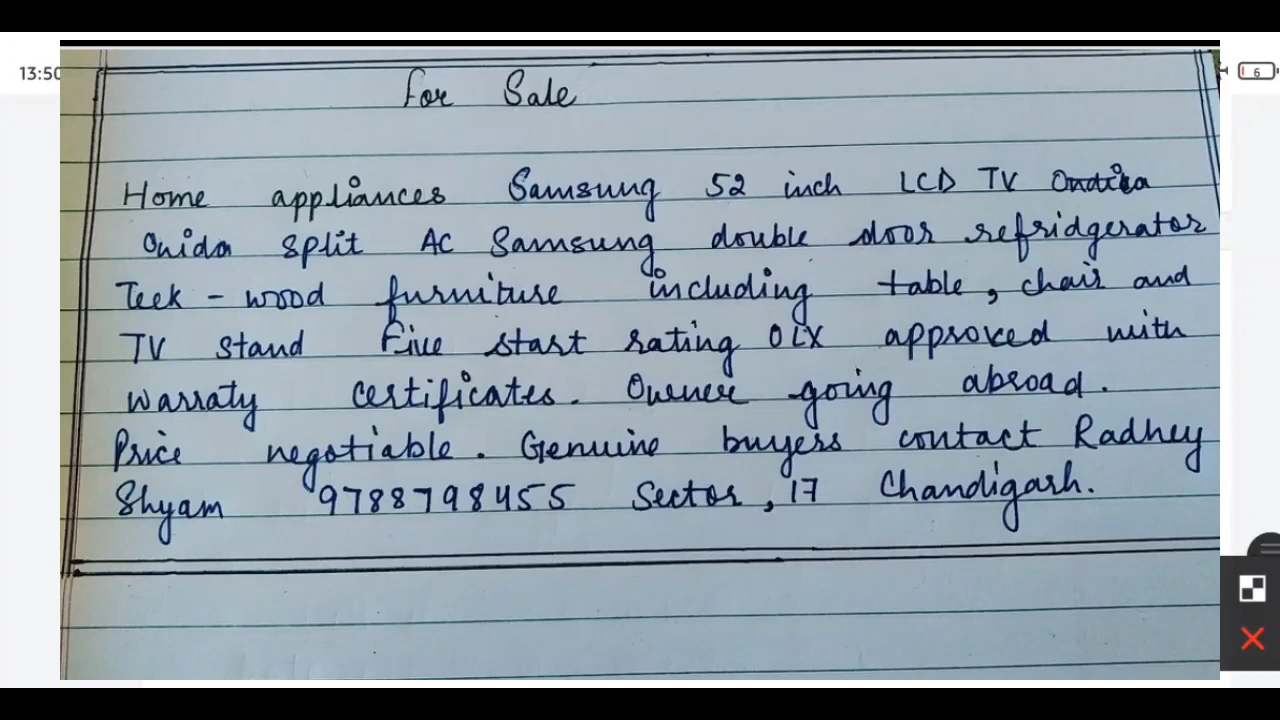 13:50
6
For Sale
Home appliances Samsung 52 inch LCD TV
Onida split AC Samsung double door refridgerator
Teek - wood furniture including table, chair and
TV stand Five start rating OLX approved with
warraty certificates. Owner going abroad.
Price negotiable. Genuine buyers contact Radhey
Shyam 9788798455 Sector, 17 Chandigarh.